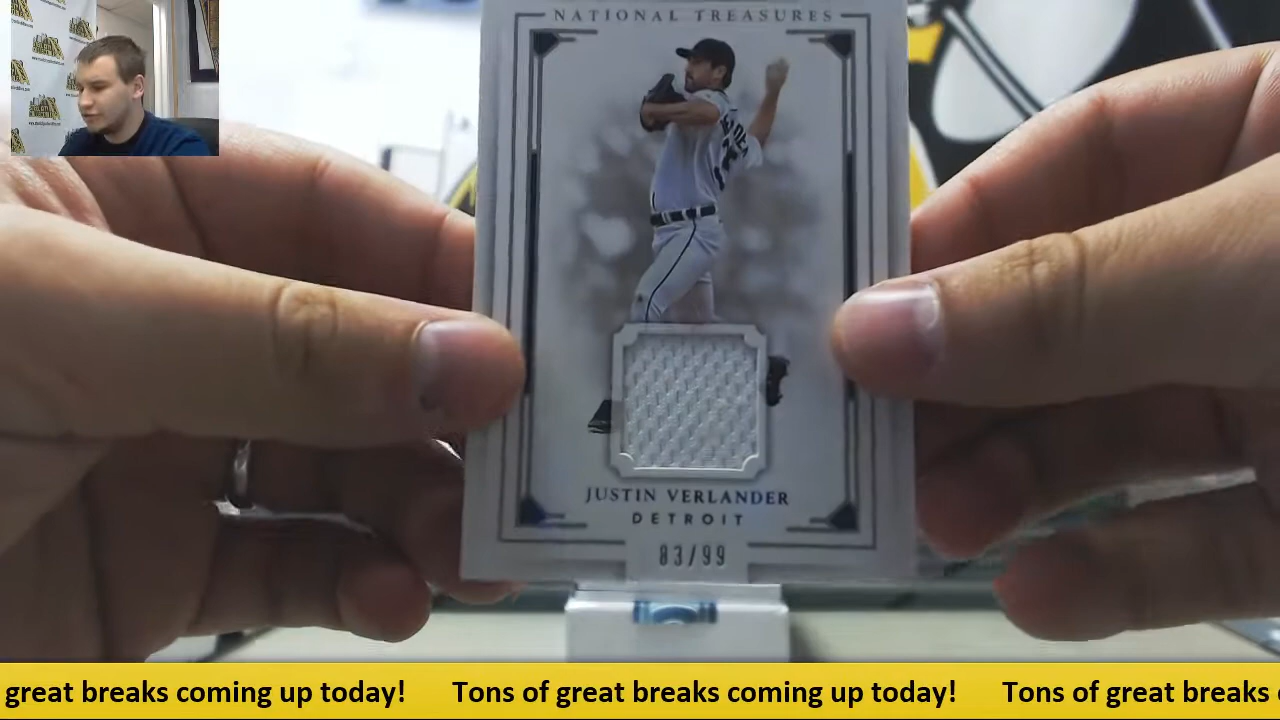 NATIONAL TREASURES
JUSTIN VERLANDER
DETROIT
83/99
great breaks coming up today! Tons of great breaks coming up today! Tons of great breaks